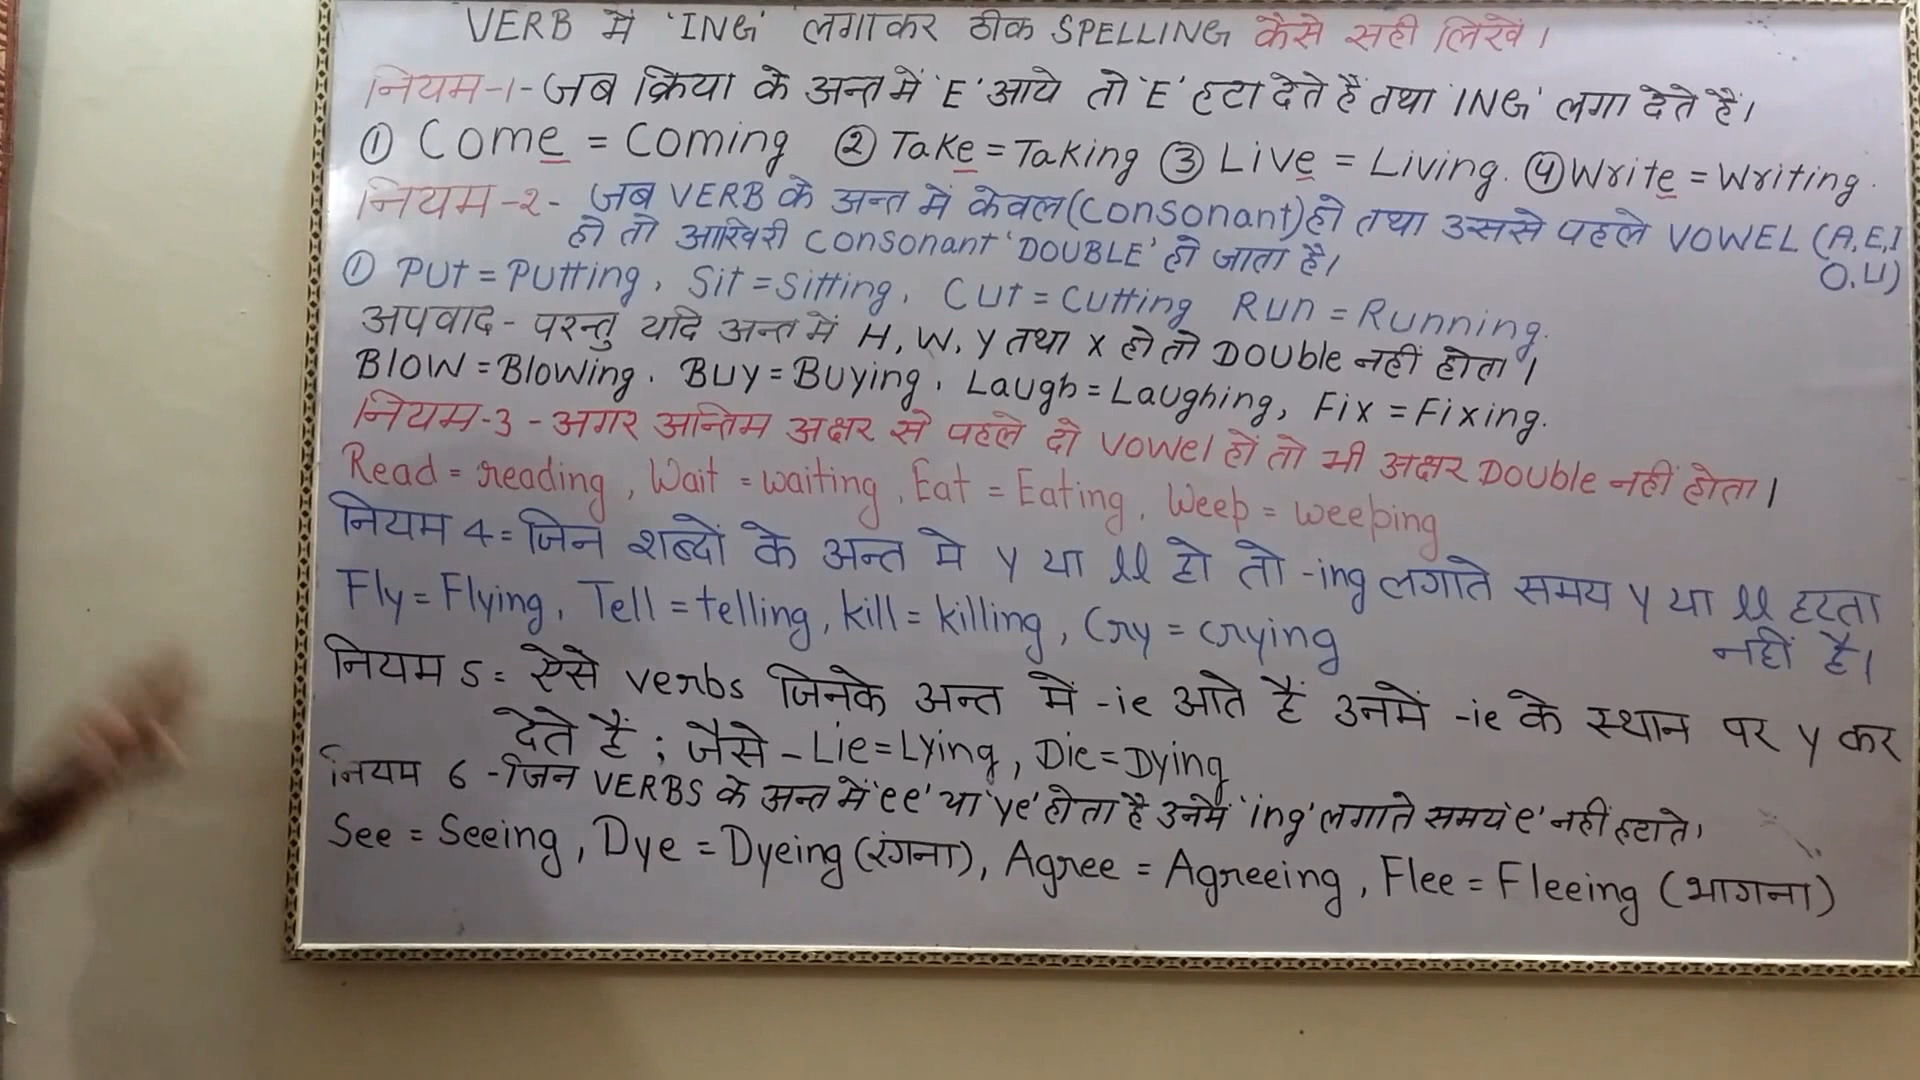 VERB में 'ING' लगाकर ठीक SPELLING कैसे सही लिखें।
नियम-1- जब क्रिया के अन्त में 'E' आये तो 'E' हटा देते हैं तथा 'ING' लगा देते हैं।
① Come = Coming ② Take = Taking ③ Live = Living. ④ Write = Writing.
नियम-2- जब VERB के अन्त में केवल (Consonant) हो तथा उससे पहले VOWEL (A,E,I
O,U)
हो तो आखिरी Consonant 'DOUBLE' हो जाता है।
① Put = Putting, Sit = Sitting, Cut = Cutting Run = Running.
अपवाद- परन्तु यदि अन्त में H, W, Y तथा X हो तो Double नहीं होता।
Blow = Blowing. Buy = Buying, Laugh = Laughing, Fix = Fixing.
नियम-3 - अगर अन्तिम अक्षर से पहले दो Vowel हों तो भी अक्षर Double नहीं होता।
Read = reading, Wait = waiting, Eat = Eating, Weep = weeping
नियम 4 = जिन शब्दों के अन्त मे y या ll हो तो -ing लगाते समय y या ll हटता
नहीं है।
Fly = Flying, Tell = telling, kill = killing, Cry = crying
नियम 5 = ऐसे verbs जिनके अन्त में -ie आते हैं उनमें -ie के स्थान पर y कर
देते हैं ; जैसे - Lie = Lying, Die = Dying
नियम 6 - जिन VERBS के अन्त में 'ee' या 'ye' होता है उनमें 'ing' लगाते समय 'e' नहीं हटाते।
See = Seeing, Dye = Dyeing (रंगना), Agree = Agreeing, Flee = Fleeing (भागना)